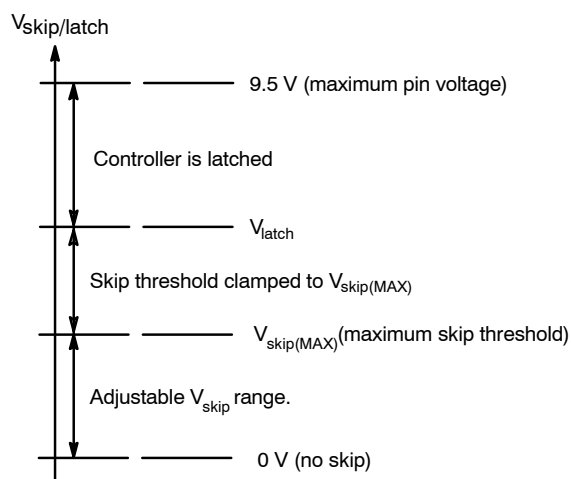 Vskip/latch
9.5 V (maximum pin voltage)
Controller is latched
Vlatch
Skip threshold clamped to Vskip(MAX)
Vskip(MAX)(maximum skip threshold)
Adjustable Vskip range.
0 V (no skip)